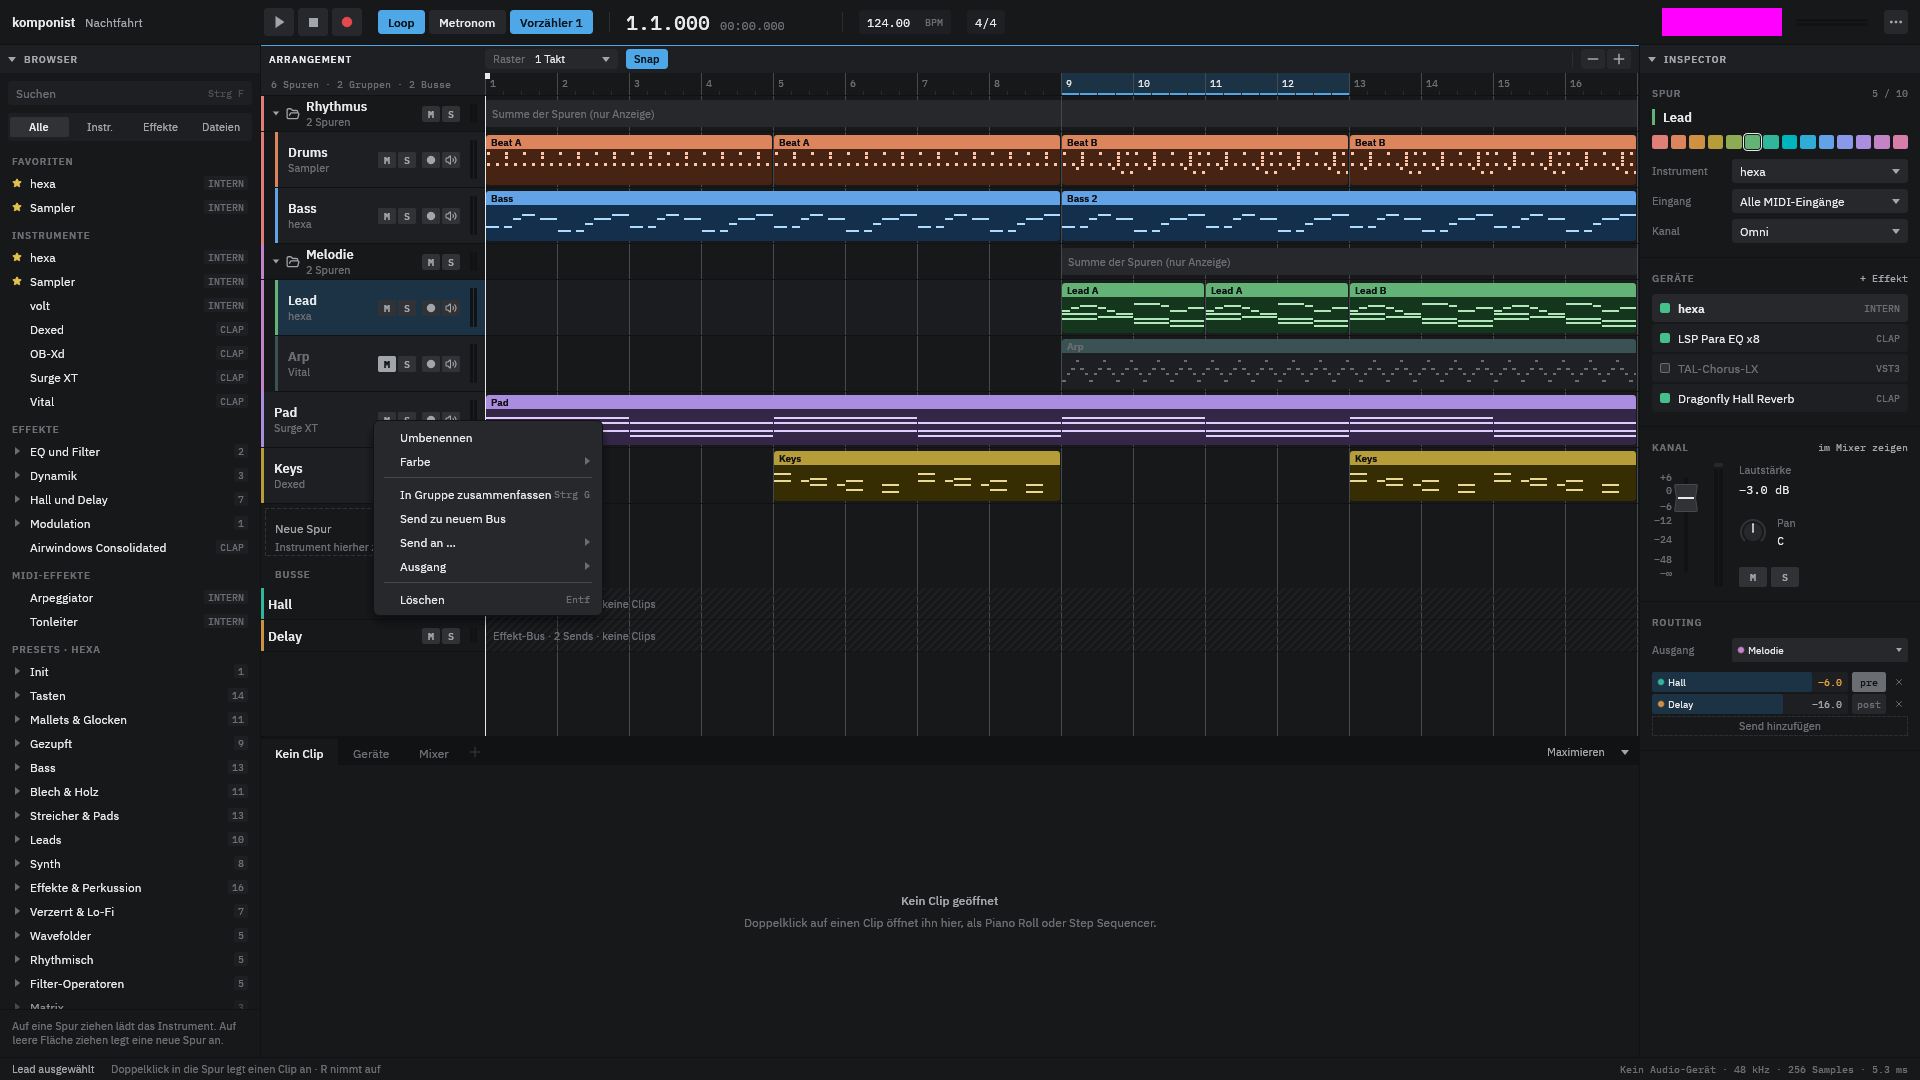 komponist Nachtfahrt
Loop Metronom Vorzähler 1 1.1.000 00:00.000 124.00 BPM 4/4
BROWSER
Suchen Strg F
Alle Instr. Effekte Dateien
FAVORITEN
hexa INTERN
Sampler INTERN
INSTRUMENTE
hexa INTERN
Sampler INTERN
volt INTERN
Dexed CLAP
OB-Xd CLAP
Surge XT CLAP
Vital CLAP
EFFEKTE
EQ und Filter 2
Dynamik 3
Hall und Delay 7
Modulation 1
Airwindows Consolidated CLAP
MIDI-EFFEKTE
Arpeggiator INTERN
Tonleiter INTERN
PRESETS · HEXA
Init 1
Tasten 14
Mallets & Glocken 11
Gezupft 9
Bass 13
Blech & Holz 11
Streicher & Pads 13
Leads 10
Synth 8
Effekte & Perkussion 16
Verzerrt & Lo-Fi 7
Wavefolder 5
Rhythmisch 5
Filter-Operatoren 5
Matrix 3
Auf eine Spur ziehen lädt das Instrument. Auf
leere Fläche ziehen legt eine neue Spur an.
ARRANGEMENT Raster 1 Takt Snap
6 Spuren · 2 Gruppen · 2 Busse 1 2 3 4 5 6 7 8 9 10 11 12 13 14 15 16
Rhythmus M S Summe der Spuren (nur Anzeige)
2 Spuren
Beat A Beat A Beat B Beat B
Drums M S
Sampler
Bass Bass 2
Bass M S
hexa
Melodie M S Summe der Spuren (nur Anzeige)
2 Spuren
Lead A Lead A Lead B
Lead M S
hexa
Arp
Arp M S
Vital
Pad
Pad
Surge XT
Keys Keys
Keys
Dexed
Umbenennen
Farbe
In Gruppe zusammenfassen Strg G
Send zu neuem Bus
Send an ...
Ausgang
Löschen Entf
Neue Spur
Instrument hierher
BUSSE
Hall keine Clips
Delay M S Effekt-Bus · 2 Sends · keine Clips
Kein Clip Geräte Mixer + Maximieren
Kein Clip geöffnet
Doppelklick auf einen Clip öffnet ihn hier, als Piano Roll oder Step Sequencer.
INSPECTOR
SPUR 5 / 10
Lead
Instrument hexa
Eingang Alle MIDI-Eingänge
Kanal Omni
GERÄTE + Effekt
hexa INTERN
LSP Para EQ x8 CLAP
TAL-Chorus-LX VST3
Dragonfly Hall Reverb CLAP
KANAL im Mixer zeigen
+6
0
−6
−12
−24
−48
−∞
Lautstärke
−3.0 dB
Pan
C
M S
ROUTING
Ausgang Melodie
Hall −6.0 pre ×
Delay −16.0 post ×
Send hinzufügen
Lead ausgewählt Doppelklick in die Spur legt einen Clip an · R nimmt auf
Kein Audio-Gerät · 48 kHz · 256 Samples · 5.3 ms